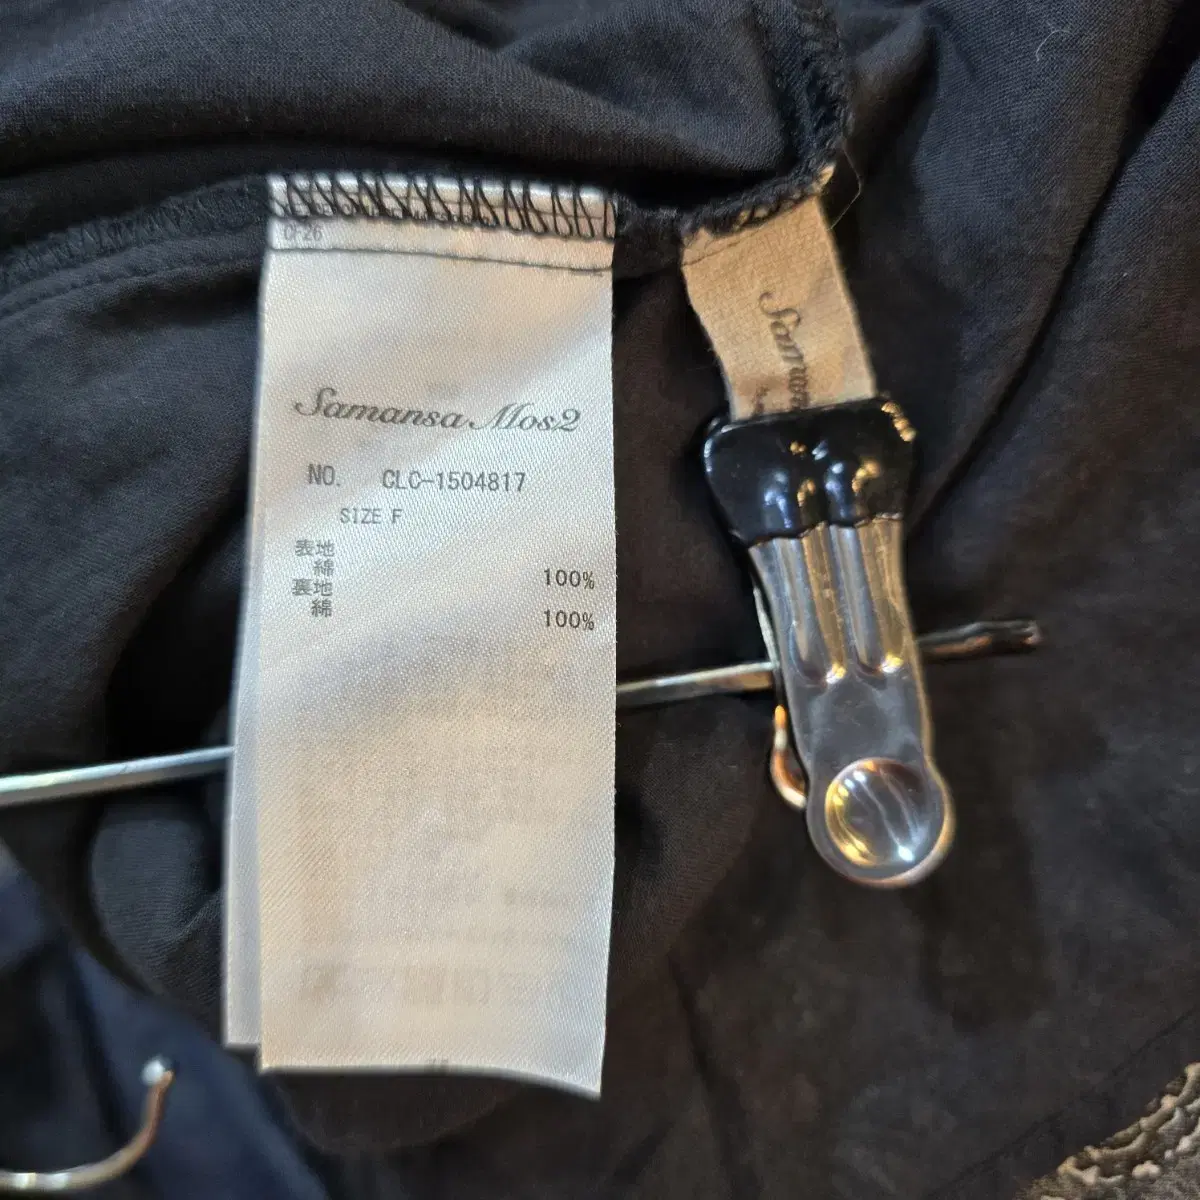 Samansa Mos2
NO. CLC-1504817
SIZE F
表地
綿 100%
裏地
綿 100%